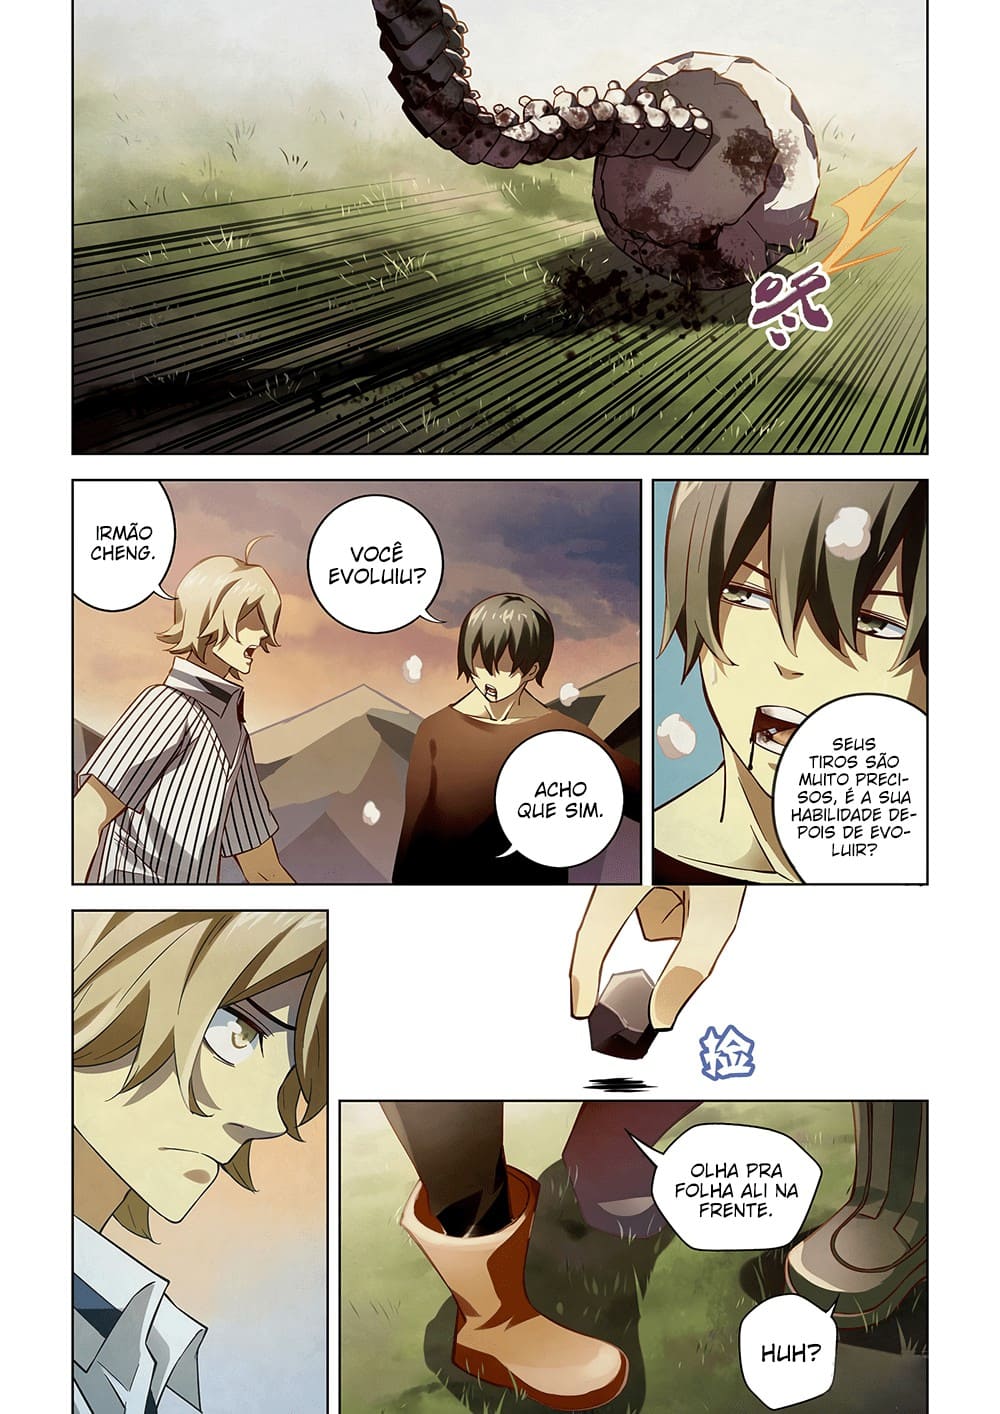 咚
IRMÃO
CHENG.
VOCÊ
EVOLUIU?
ACHO
QUE SIM.
SEUS
TIROS SÃO
MUITO PRECI-
SOS, É A SUA
HABILIDADE DE-
POIS DE EVO-
LUIR?
捡
OLHA PRA
FOLHA ALI NA
FRENTE.
HUH?